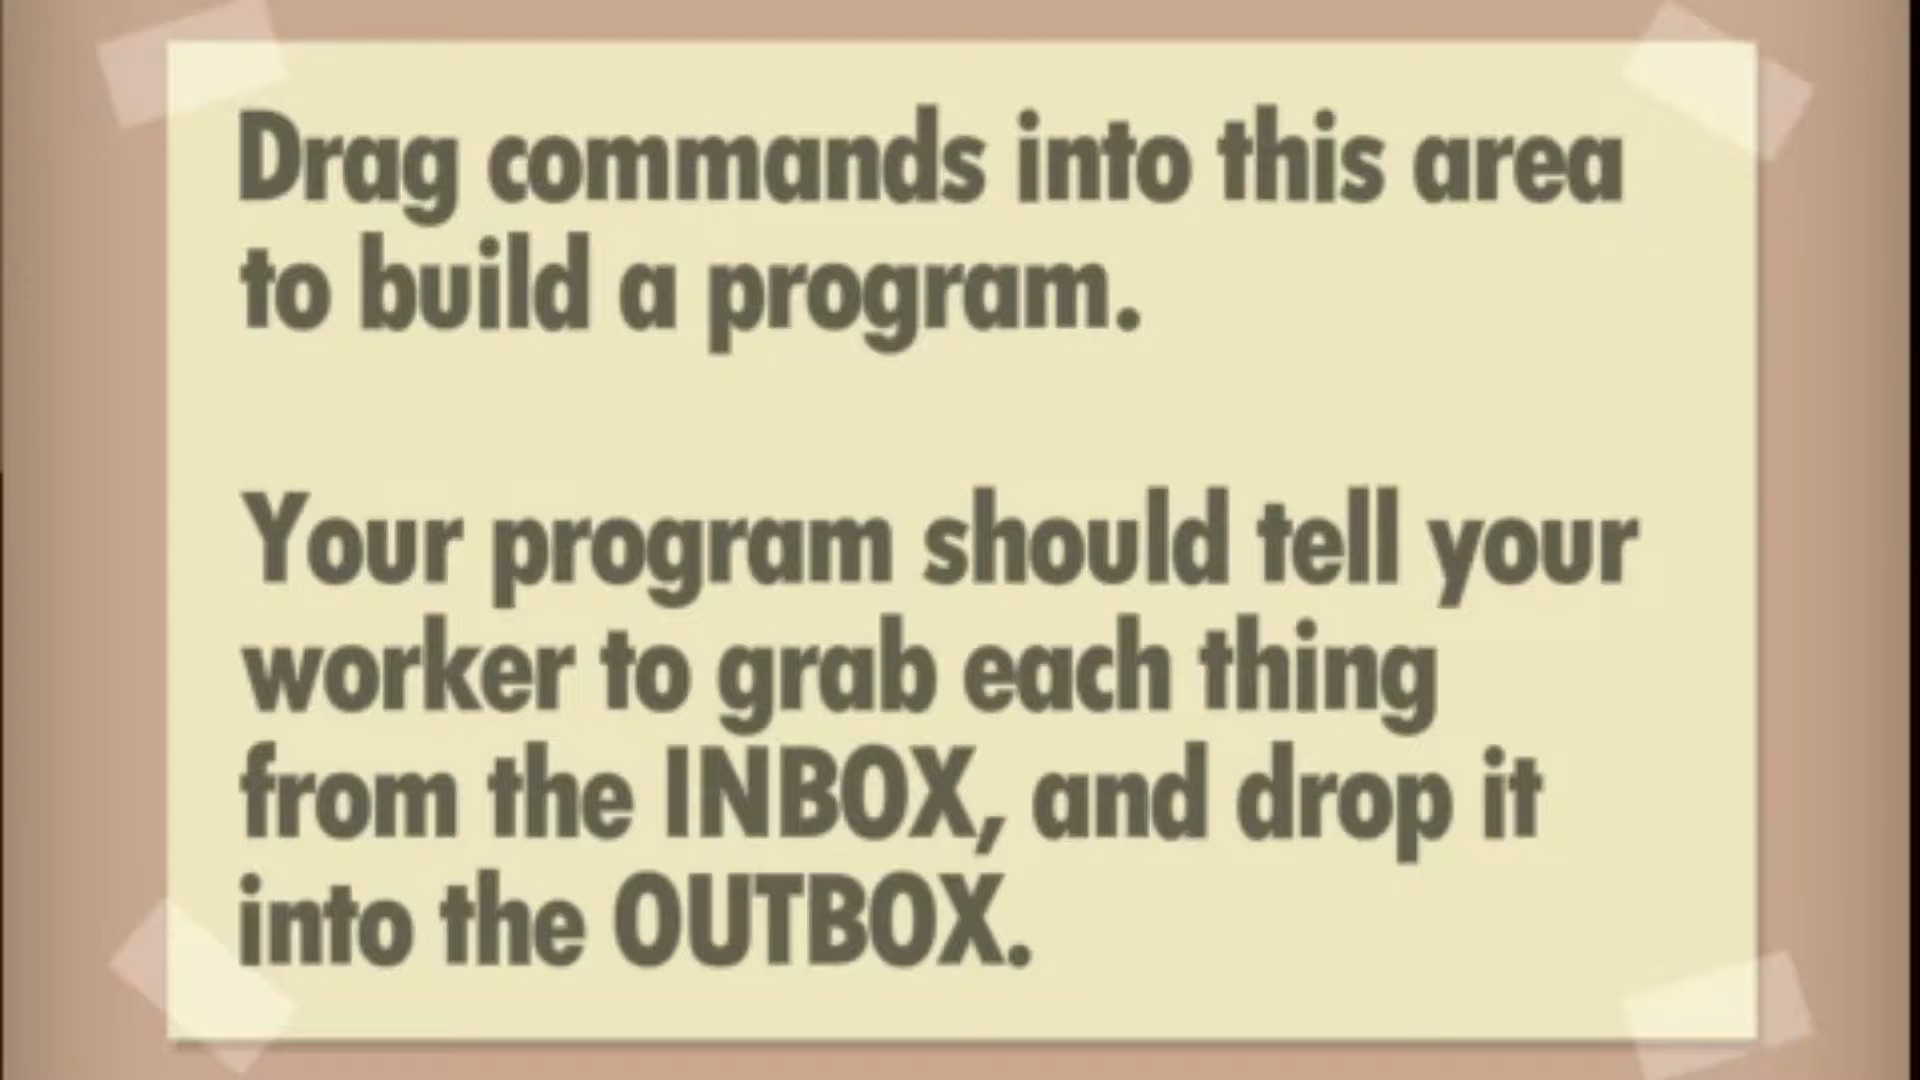 Drag commands into this area
to build a program.
Your program should tell your
worker to grab each thing
from the INBOX, and drop it
into the OUTBOX.